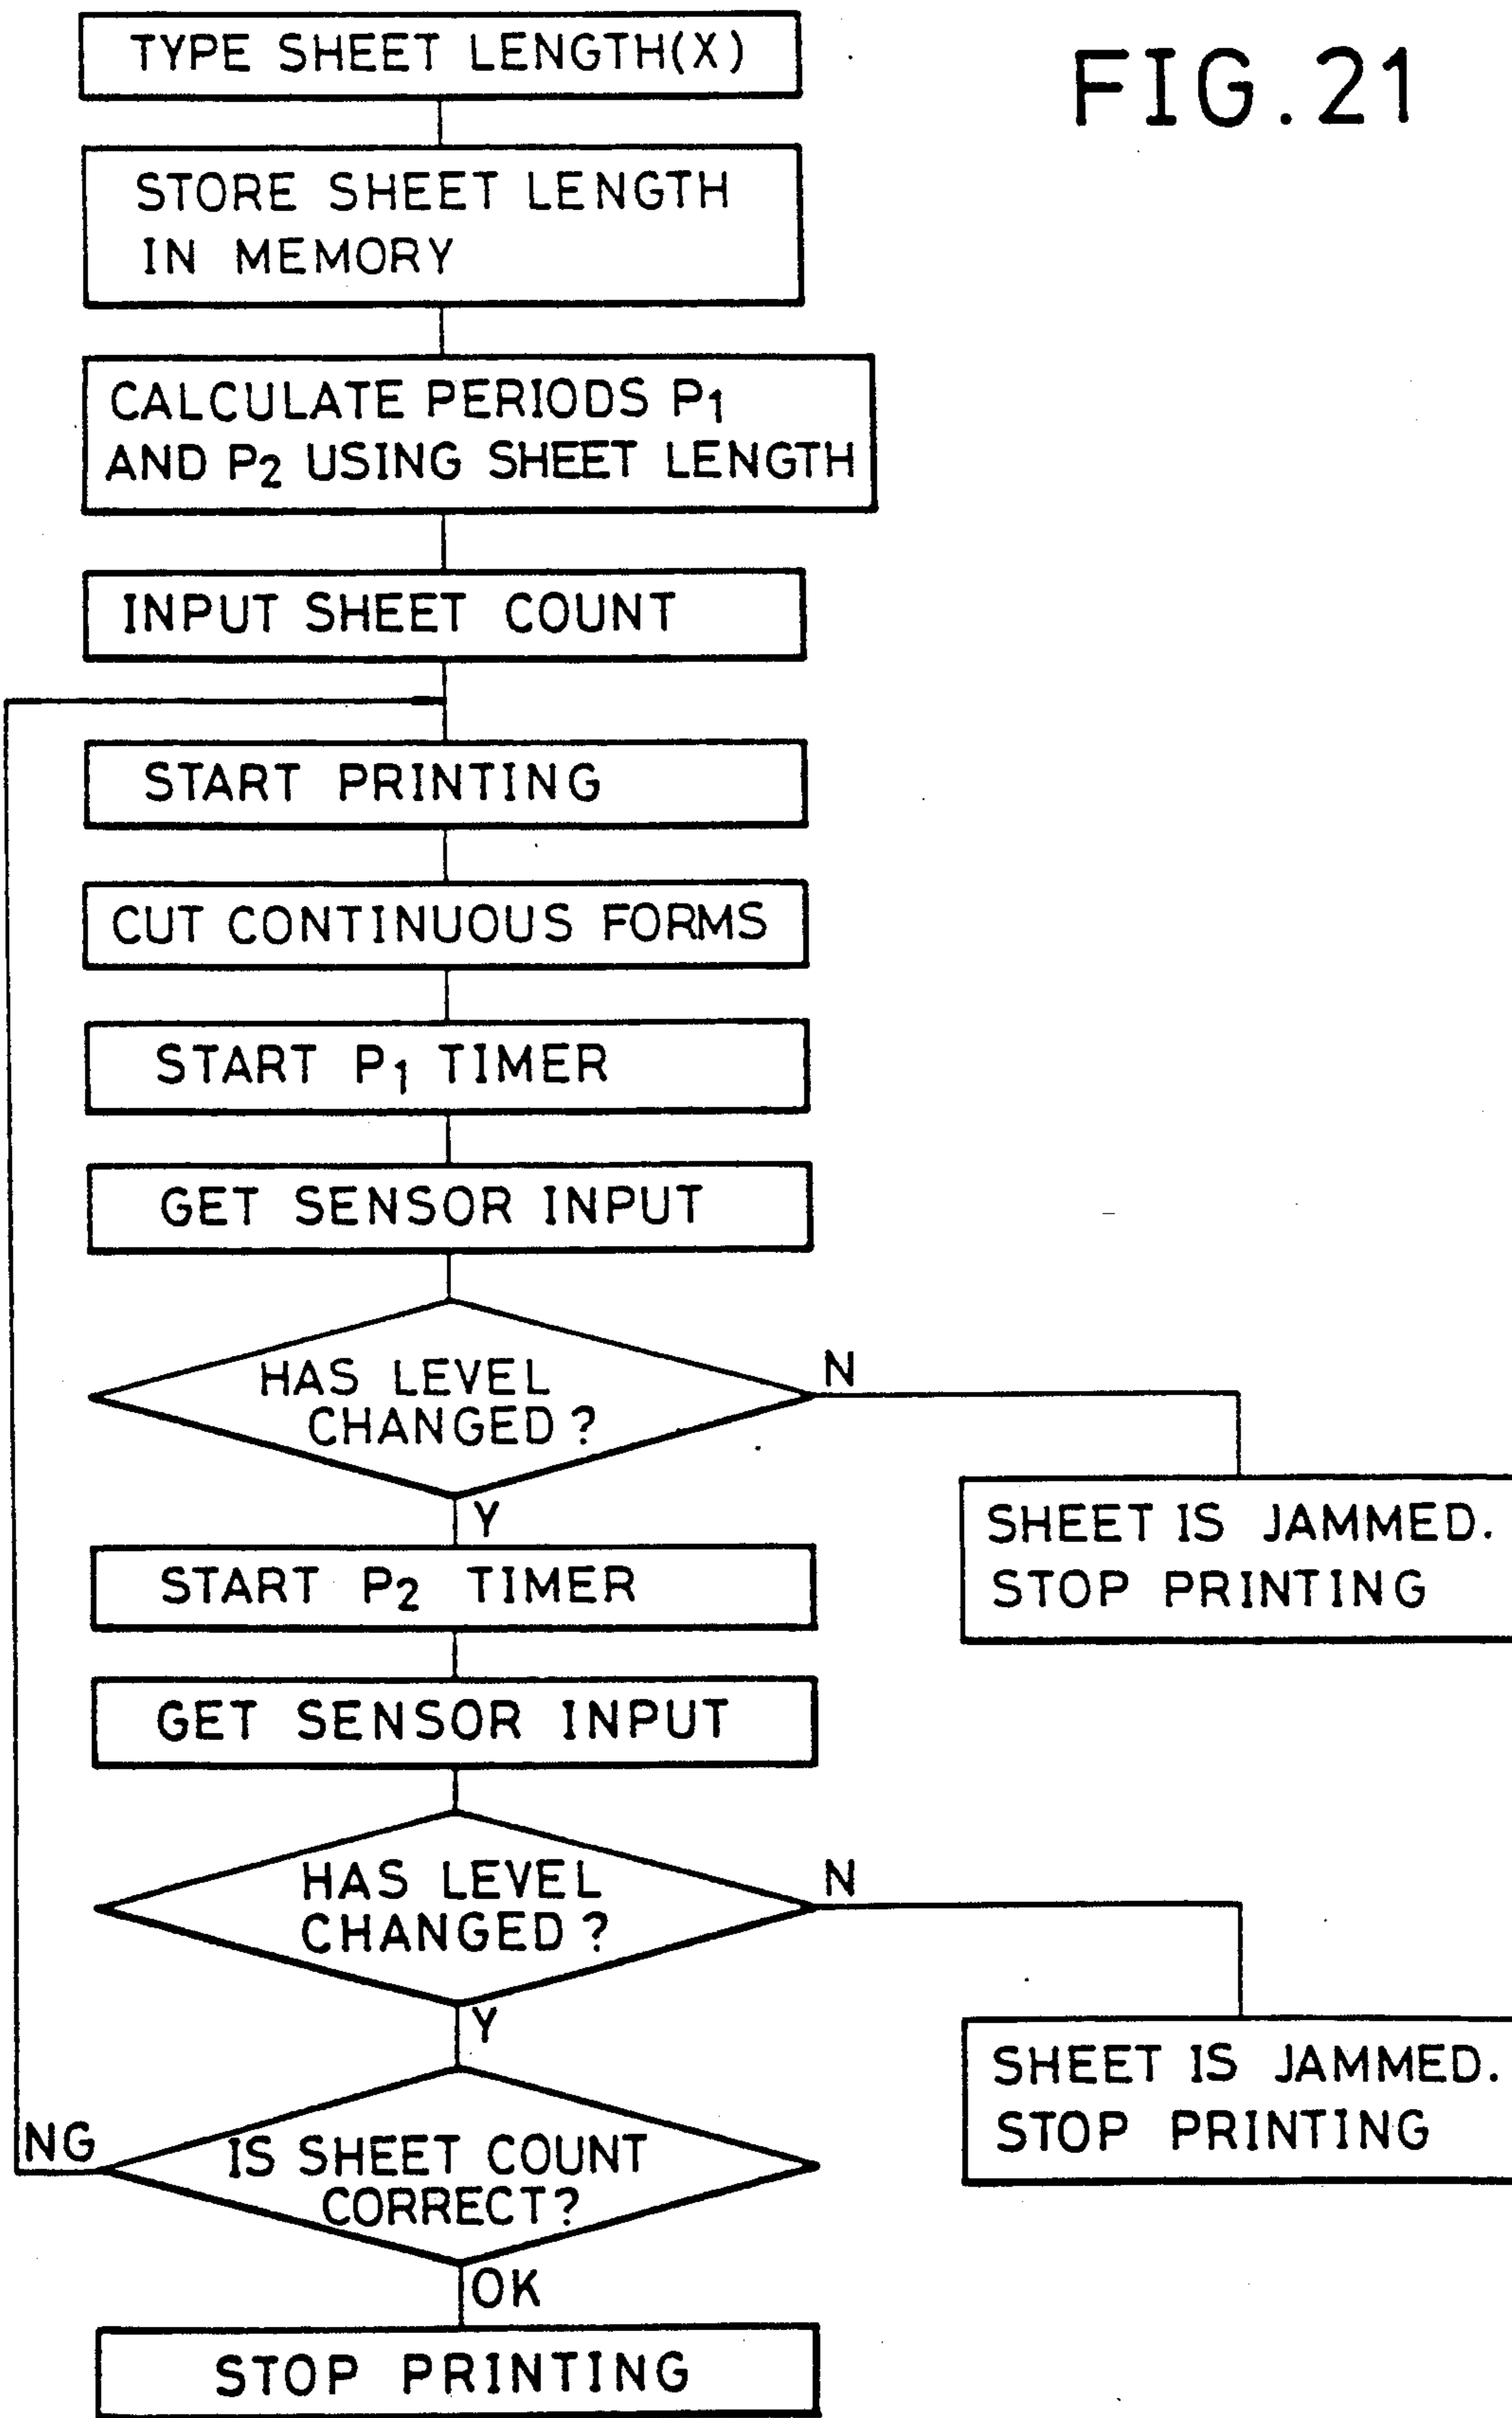 FIG.21
TYPE SHEET LENGTH(X)
STORE SHEET LENGTH
IN MEMORY
CALCULATE PERIODS P1
AND P2 USING SHEET LENGTH
INPUT SHEET COUNT
START PRINTING
CUT CONTINUOUS FORMS
START P1 TIMER
GET SENSOR INPUT
HAS LEVEL
CHANGED?
N
SHEET IS JAMMED.
STOP PRINTING
Y
START P2 TIMER
GET SENSOR INPUT
HAS LEVEL
CHANGED?
N
SHEET IS JAMMED.
STOP PRINTING
Y
IS SHEET COUNT
CORRECT?
NG
OK
STOP PRINTING